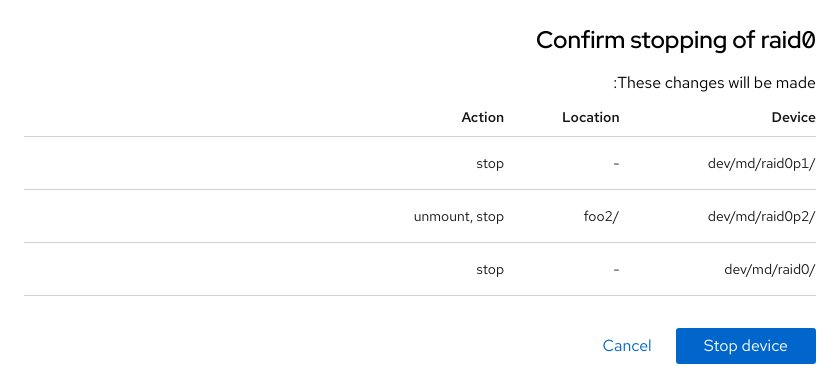 Confirm stopping of raid0
:These changes will be made
Device Location Action
dev/md/raid0p1/ - stop
dev/md/raid0p2/ foo2/ unmount, stop
dev/md/raid0/ - stop
Stop device Cancel